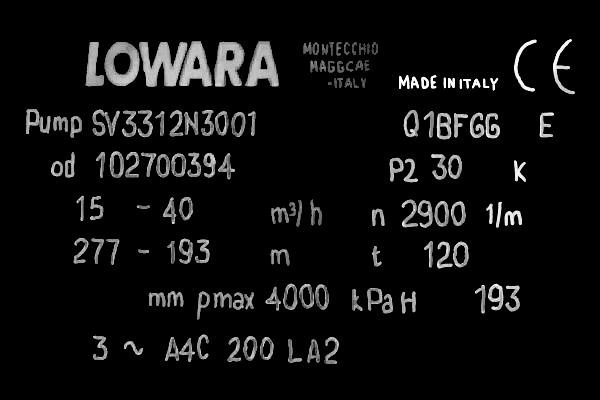 LOWARA MONTECCHIO MADE IN ITALY CE
MAGGCAE
-ITALY
Pump SV3312N3001 Q1BFGG E
od 102700394 P2 30 K
15 - 40 m³/h n 2900 1/m
277 - 193 m t 120
mm pmax 4000 kPa H 193
3 ~ A4C 200 LA2